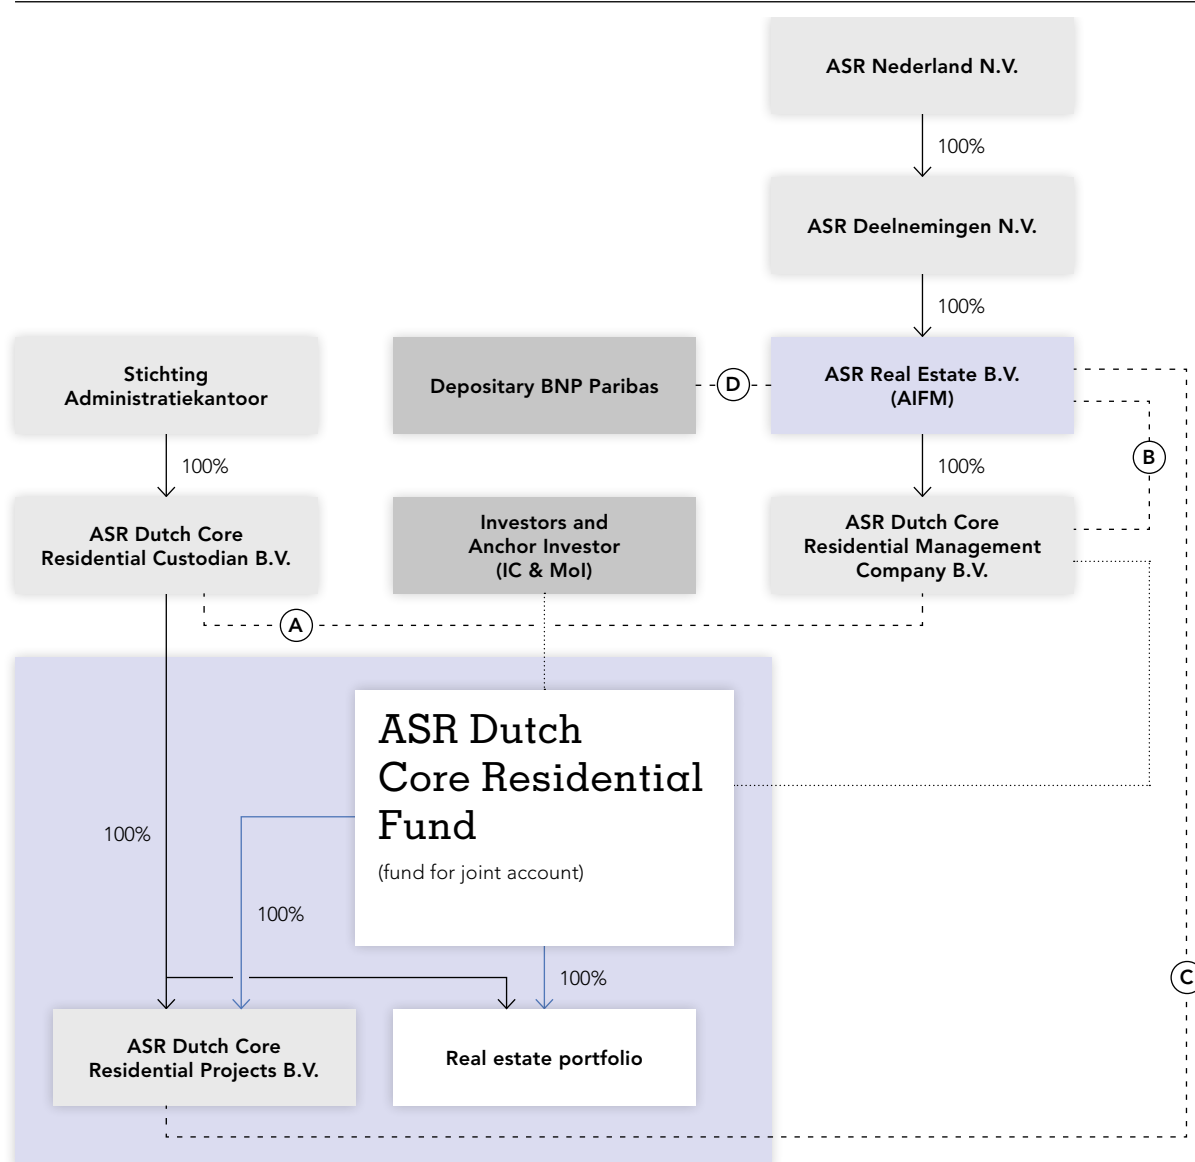 ASR Nederland N.V.
100%
ASR Deelnemingen N.V.
100%
Stichting
Administratiekantoor
Depositary BNP Paribas
D
ASR Real Estate B.V.
(AIFM)
100%
100%
B
ASR Dutch Core
Residential Custodian B.V.
Investors and
Anchor Investor
(IC & MoI)
ASR Dutch Core
Residential Management
Company B.V.
A
ASR Dutch
Core Residential
Fund
(fund for joint account)
100%
100%
100%
C
ASR Dutch Core
Residential Projects B.V.
Real estate portfolio